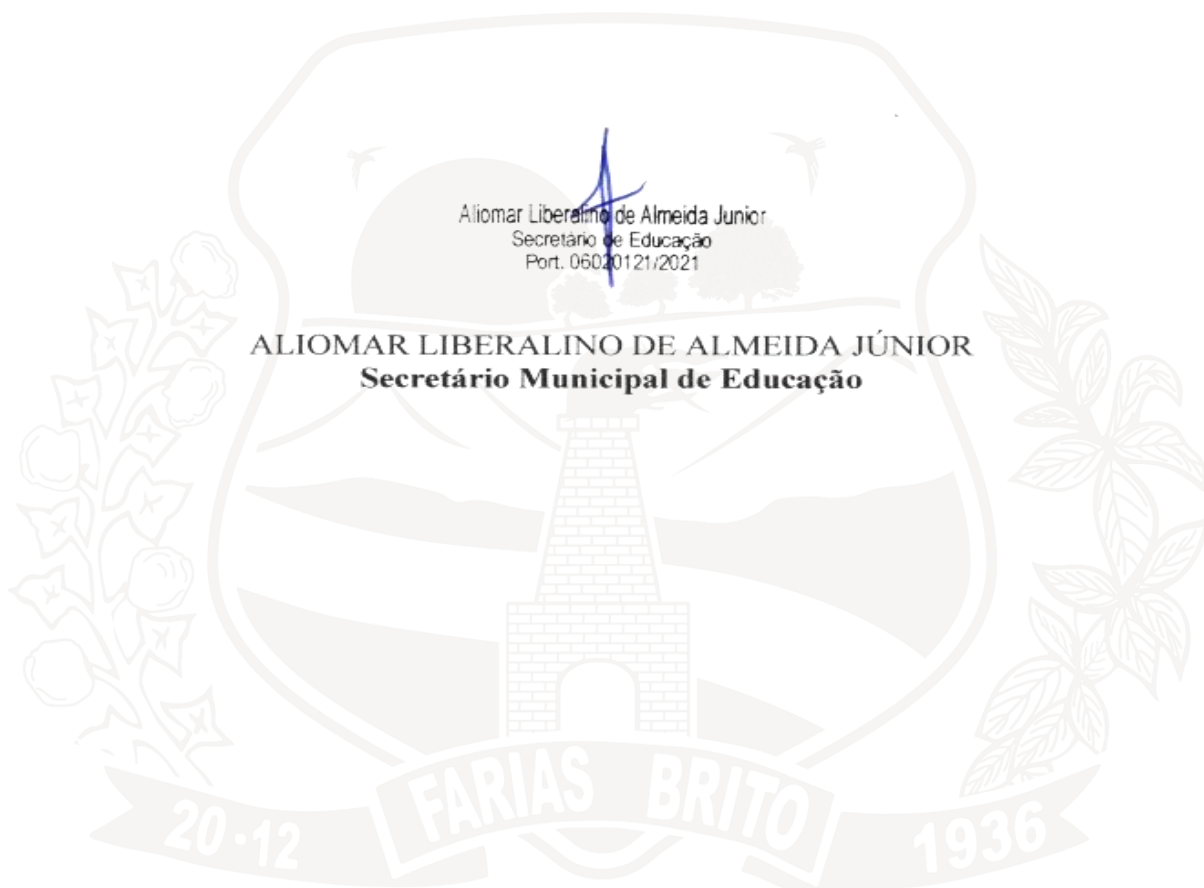 Aliomar Liberalino de Almeida Junior
Secretário de Educação
Port. 06020121/2021
ALIOMAR LIBERALINO DE ALMEIDA JÚNIOR
Secretário Municipal de Educação
FARIAS BRITO
20-12
1936